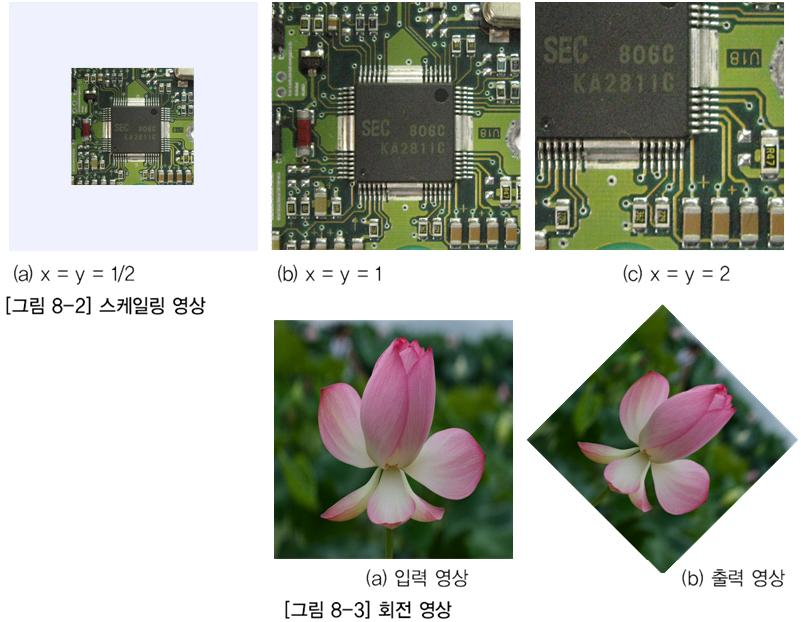 SEC 806C
KA2811C
SEC 806C
KA2811C
U18
SEC 806C
KA2811C
U18
R47
(a) x = y = 1/2
(b) x = y = 1
(c) x = y = 2
[그림 8-2] 스케일링 영상
(a) 입력 영상
(b) 출력 영상
[그림 8-3] 회전 영상